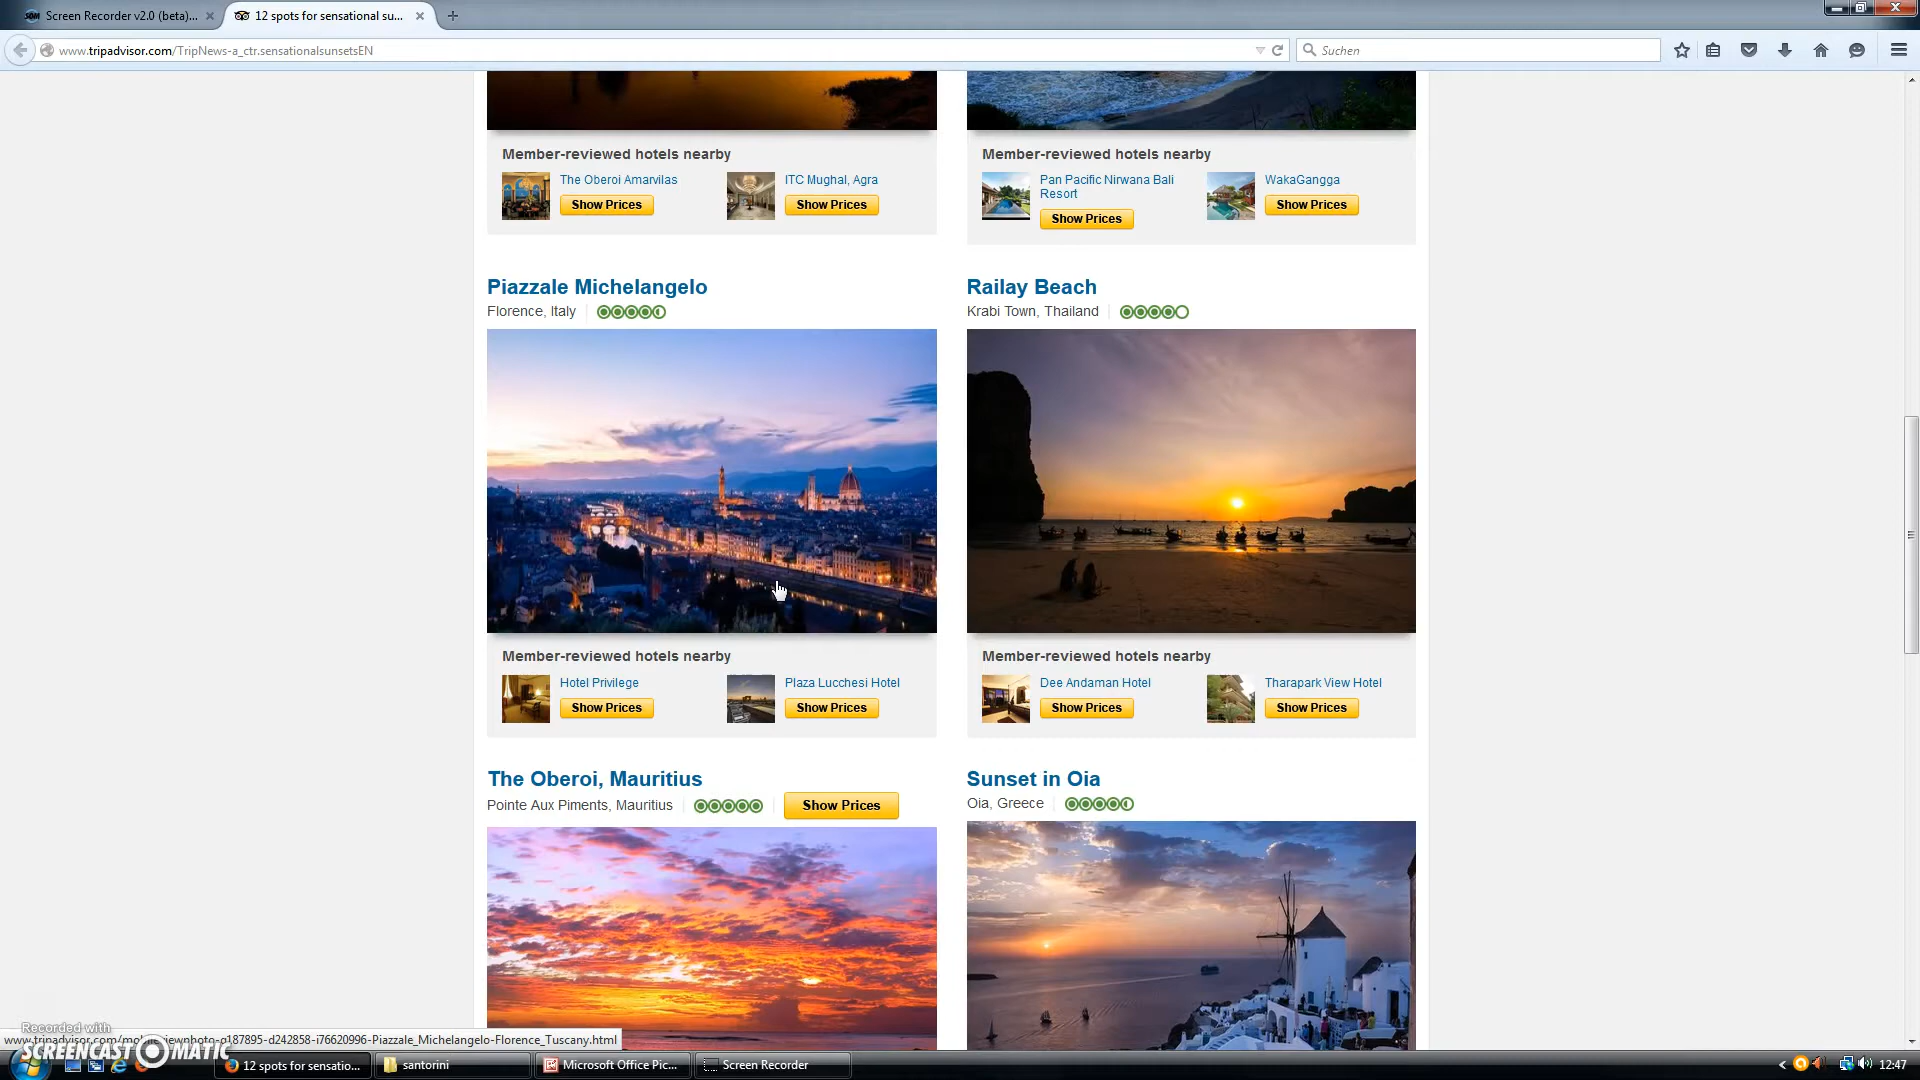 Screen Recorder v2.0 (beta)...
12 spots for sensational su...
www.tripadvisor.com/TripNews-a_ctr.sensationalsunsetsEN
Suchen
Member-reviewed hotels nearby
The Oberoi Amarvilas
Show Prices
ITC Mughal, Agra
Show Prices
Member-reviewed hotels nearby
Pan Pacific Nirwana Bali
Resort
Show Prices
WakaGangga
Show Prices
Piazzale Michelangelo
Florence, Italy
Railay Beach
Krabi Town, Thailand
Member-reviewed hotels nearby
Hotel Privilege
Show Prices
Plaza Lucchesi Hotel
Show Prices
Member-reviewed hotels nearby
Dee Andaman Hotel
Show Prices
Tharapark View Hotel
Show Prices
The Oberoi, Mauritius
Pointe Aux Piments, Mauritius
Show Prices
Sunset in Oia
Oia, Greece
Recorded with
www.tripadvisor.com/mobileviewphoto-g187895-d242858-i76620996-Piazzale_Michelangelo-Florence_Tuscany.html
SCREENCAST O MATIC
12 spots for sensatio...
santorini
Microsoft Office Pic...
Screen Recorder
12:47